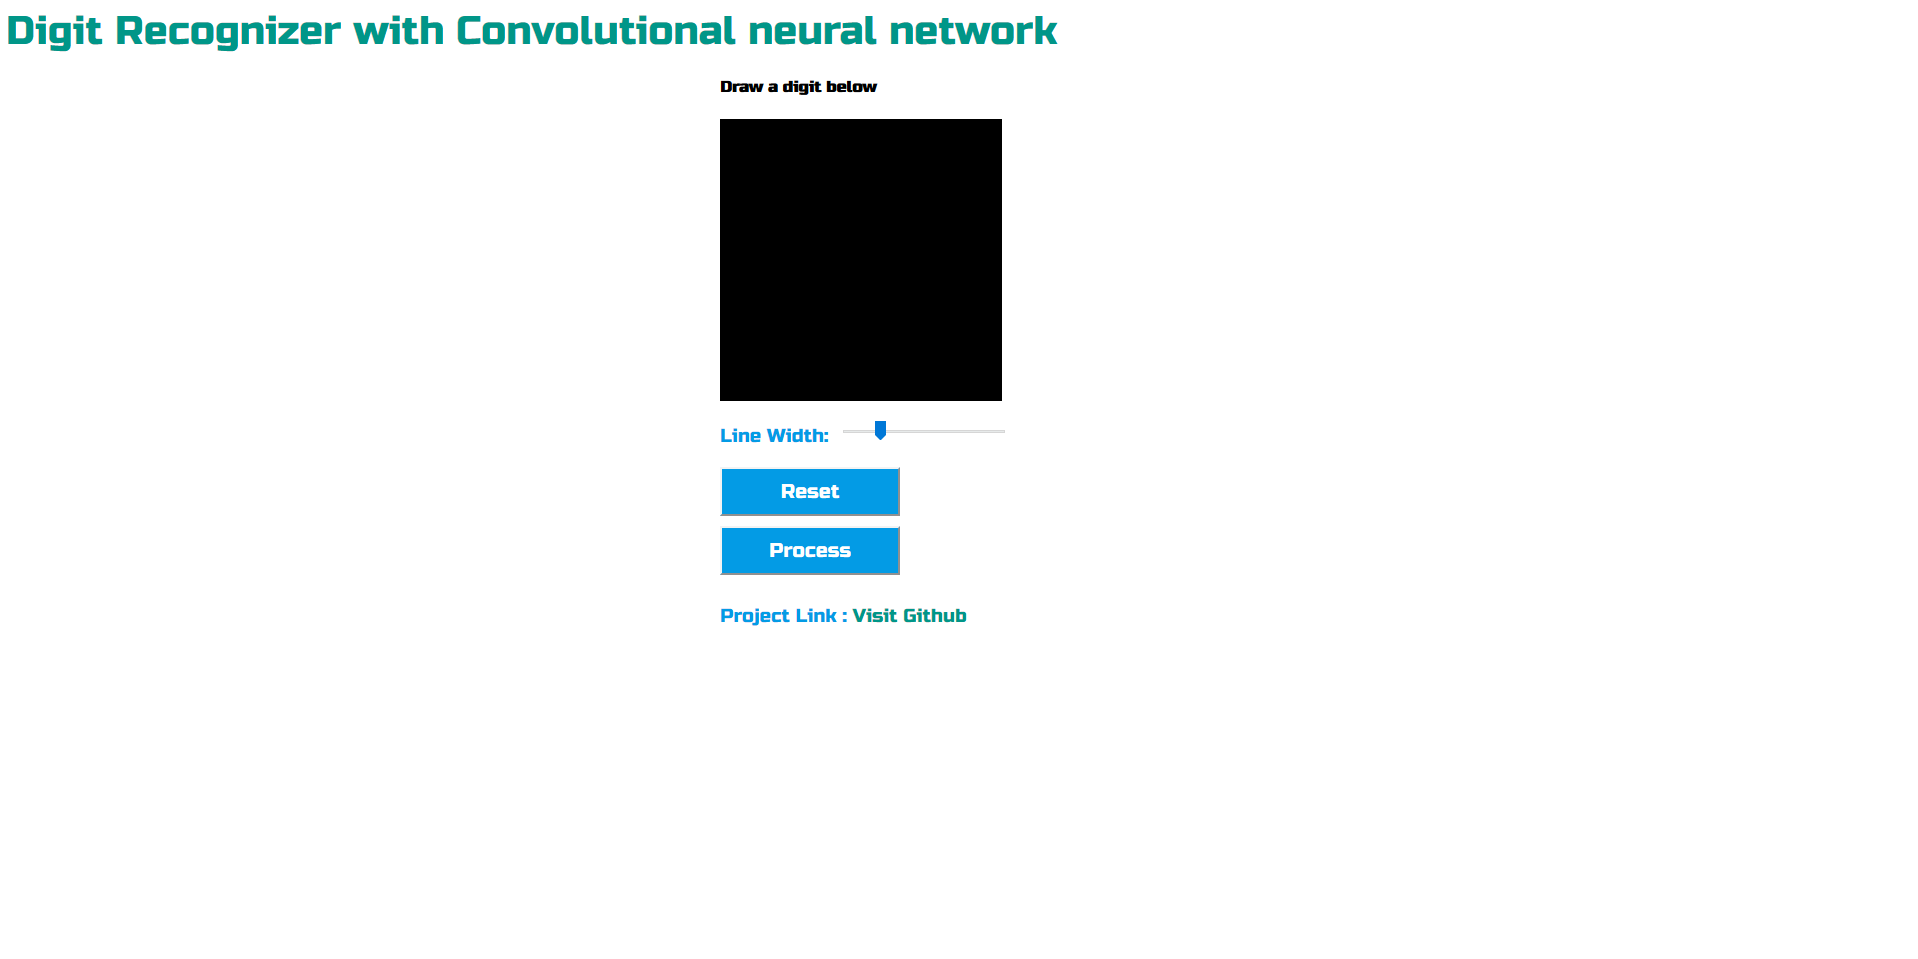 Digit Recognizer with Convolutional neural network
Draw a digit below
Line Width:
Reset
Process
Project Link : Visit Github